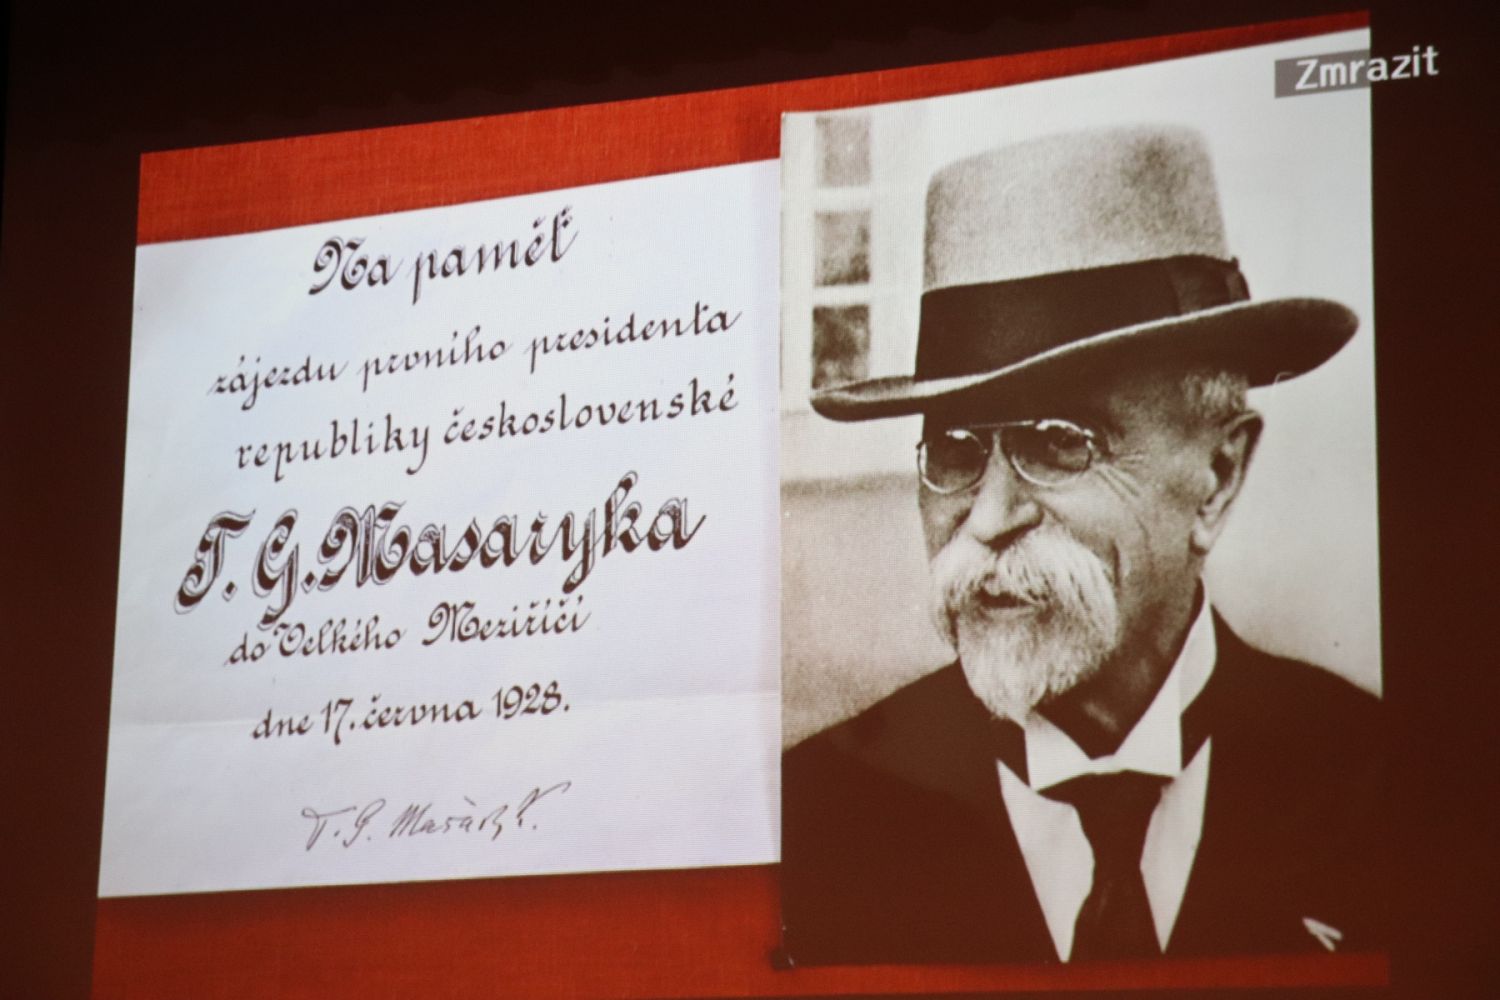 Zmrazit
Na paměť
zájezdu prvního presidenta
republiky československé
T. G. Masaryka
do Velkého Meziříčí
dne 17. června 1928.
T. G. Masaryk.